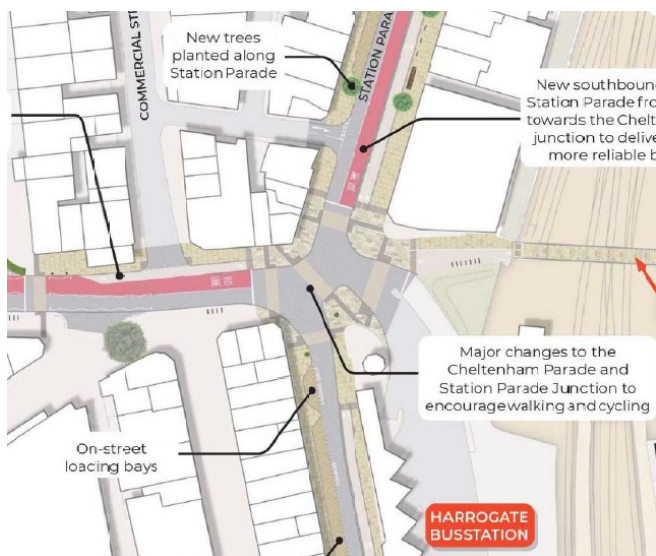 New trees
planted along
Station Parade
COMMERCIAL STR
STATION PARA
New southboun
Station Parade fro
towards the Chelt
junction to delive
more reliable b
Major changes to the
Cheltenham Parade and
Station Parade Junction to
encourage walking and cycling
On-street
loading bays
HARROGATE
BUSSTATION